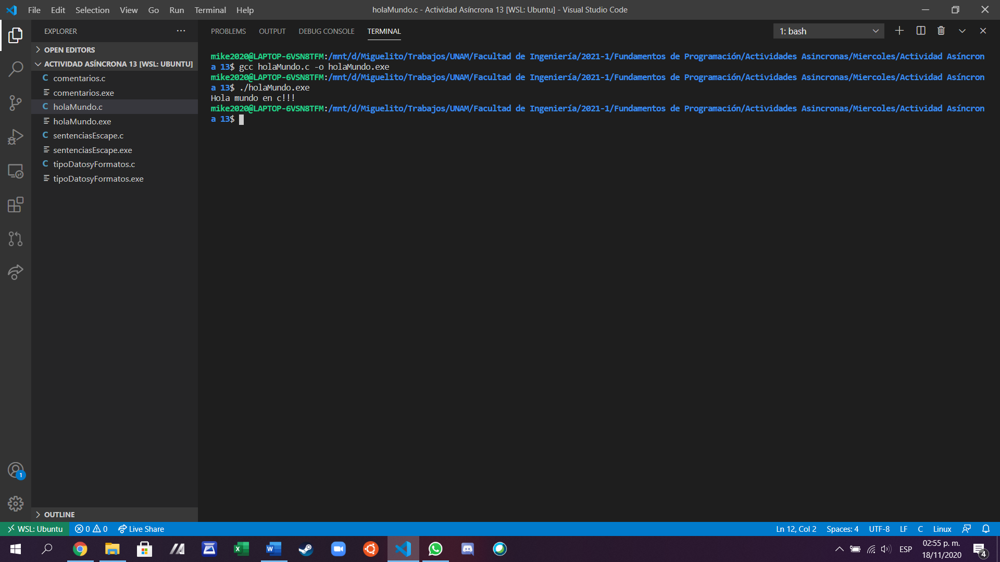 File Edit Selection View Go Run Terminal Help
holaMundo.c - Actividad Asíncrona 13 [WSL: Ubuntu] - Visual Studio Code
EXPLORER
OPEN EDITORS
ACTIVIDAD ASÍNCRONA 13 [WSL: UBUNTU]
C comentarios.c
comentarios.exe
C holaMundo.c
holaMundo.exe
C sentenciasEscape.c
sentenciasEscape.exe
C tipoDatosyFormatos.c
tipoDatosyFormatos.exe
OUTLINE
PROBLEMS OUTPUT DEBUG CONSOLE TERMINAL
1: bash
mike2020@LAPTOP-6VSN8TFM:/mnt/d/Miguelito/Trabajos/UNAM/Facultad de Ingeniería/2021-1/Fundamentos de Programación/Actividades Asincronas/Miercoles/Actividad Asíncron
a 13$ gcc holaMundo.c -o holaMundo.exe
mike2020@LAPTOP-6VSN8TFM:/mnt/d/Miguelito/Trabajos/UNAM/Facultad de Ingeniería/2021-1/Fundamentos de Programación/Actividades Asincronas/Miercoles/Actividad Asíncron
a 13$ ./holaMundo.exe
Hola mundo en c!!!
mike2020@LAPTOP-6VSN8TFM:/mnt/d/Miguelito/Trabajos/UNAM/Facultad de Ingeniería/2021-1/Fundamentos de Programación/Actividades Asincronas/Miercoles/Actividad Asíncron
a 13$
1
WSL: Ubuntu 0 0 Live Share
Ln 12, Col 2 Spaces: 4 UTF-8 LF C Linux
ESP
02:55 p. m.
18/11/2020
4